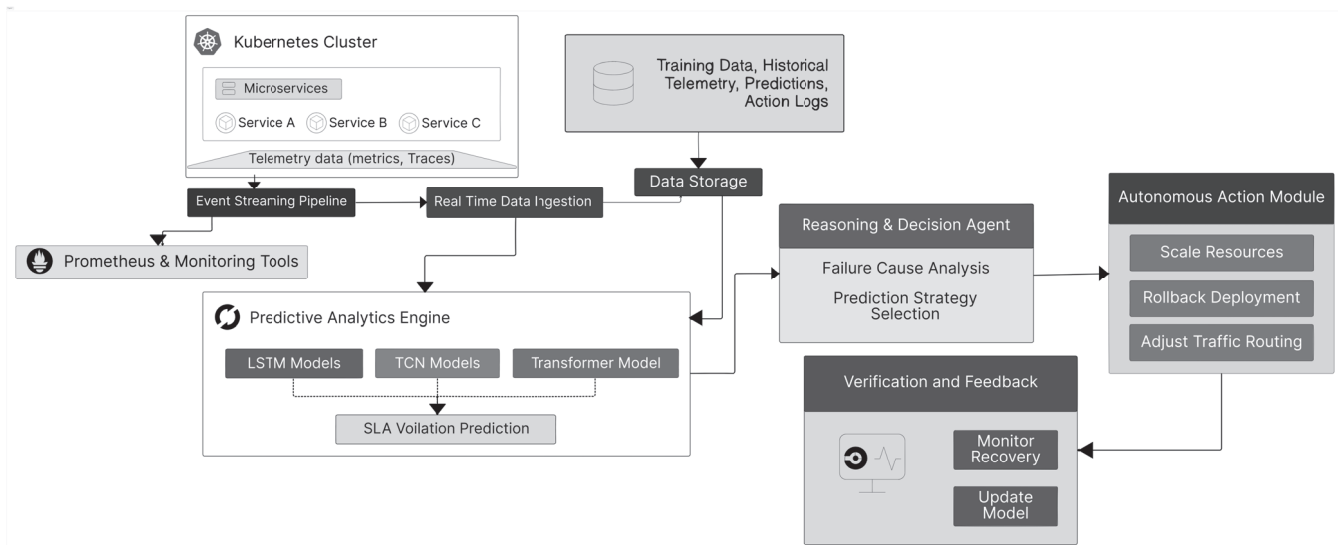 Kubernetes Cluster
Microservices
Service A
Service B
Service C
Telemetry data (metrics, Traces)
Training Data, Historical
Telemetry, Predictions,
Action Logs
Data Storage
Event Streaming Pipeline
Real Time Data Ingestion
Prometheus & Monitoring Tools
Predictive Analytics Engine
LSTM Models
TCN Models
Transformer Model
SLA Voilation Prediction
Reasoning & Decision Agent
Failure Cause Analysis
Prediction Strategy
Selection
Autonomous Action Module
Scale Resources
Rollback Deployment
Adjust Traffic Routing
Verification and Feedback
Monitor
Recovery
Update
Model